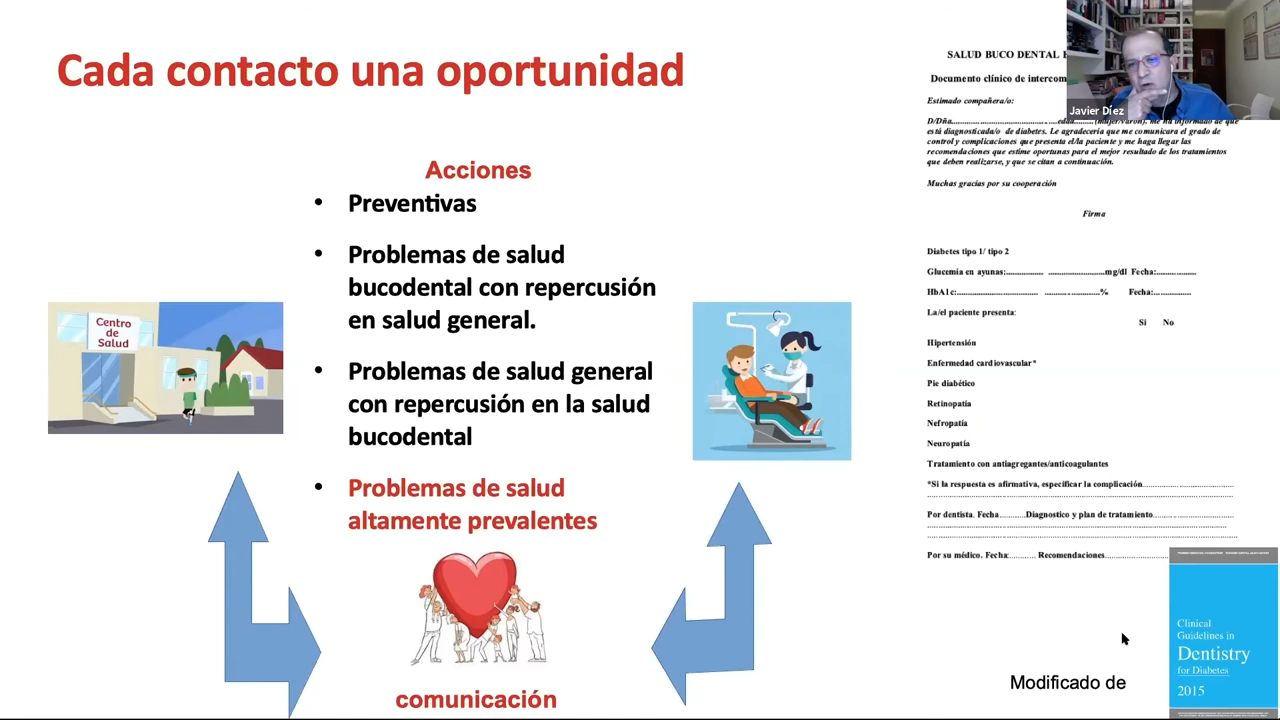 Cada contacto una oportunidad
Acciones
• Preventivas
• Problemas de salud
bucodental con repercusión
en salud general.
• Problemas de salud general
con repercusión en la salud
bucodental
• Problemas de salud
altamente prevalentes
Centro
de
Salud
comunicación
SALUD BUCO DENTAL
Documento clínico de
Javier Díez
Estimado compañera/o:
D/Dña...........................................edad.........(mujer/varón). me ha informado de que
está diagnosticada/o de diabetes. Le agradecería que me comunicara el grado de
control y complicaciones que presenta el/la paciente y me haga llegar las
recomendaciones que estime oportunas para el mejor resultado de los tratamientos
que deben realizarse, y que se citan a continuación.
Muchas gracias por su cooperación
Firma
Diabetes tipo 1/ tipo 2
Glucemia en ayunas:............... ......................mg/dl Fecha:................
HbA1c:................................. ......................% Fecha:...............
La/el paciente presenta:
Si No
Hipertensión
Enfermedad cardiovascular*
Pie diabético
Retinopatía
Nefropatía
Neuropatía
Tratamiento con antiagregantes/anticoagulantes
*Si la respuesta es afirmativa, especificar la complicación....................................
Por dentista. Fecha...........Diagnostico y plan de tratamiento................................
Por su médico. Fecha:........... Recomendaciones.........................
Modificado de
Clinical
Guidelines in
Dentistry
for Diabetes
2015